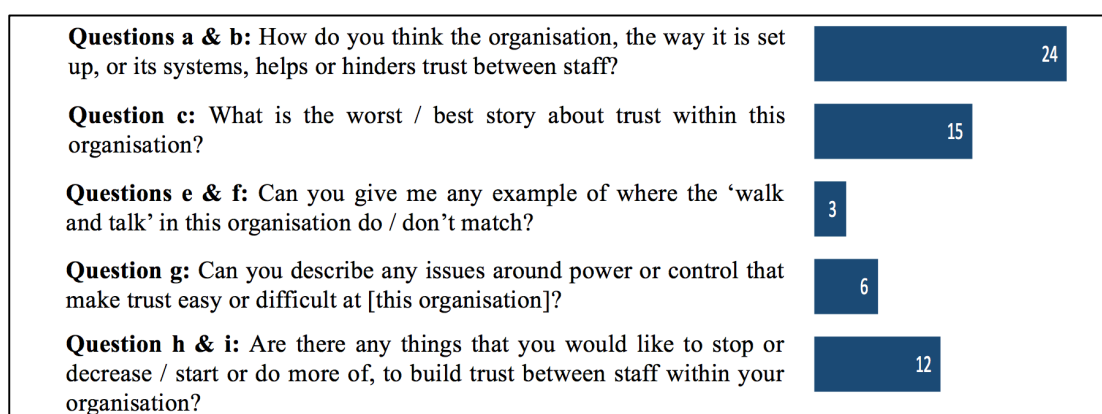 Questions a & b: How do you think the organisation, the way it is set
up, or its systems, helps or hinders trust between staff?
24
Question c: What is the worst / best story about trust within this
organisation?
15
Questions e & f: Can you give me any example of where the ‘walk
and talk’ in this organisation do / don’t match?
3
Question g: Can you describe any issues around power or control that
make trust easy or difficult at [this organisation]?
6
Question h & i: Are there any things that you would like to stop or
decrease / start or do more of, to build trust between staff within your
organisation?
12